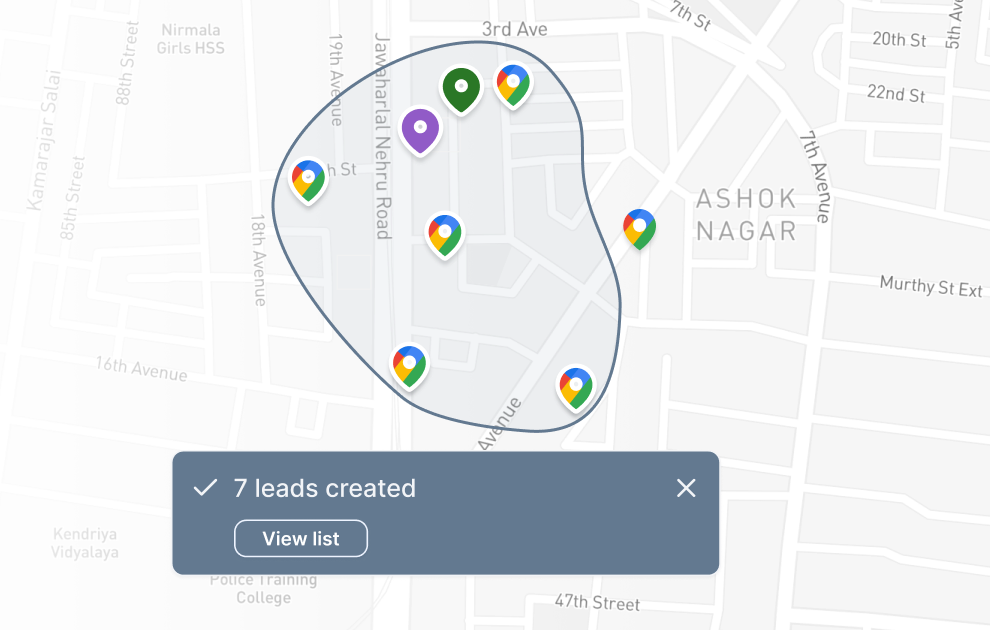 7th St
5th Ave
3rd Ave
Nirmala
Girls HSS
88th Street
19th Avenue
Jawaharlal Nehru Road
20th St
22nd St
Kamarajar Salai
85th Street
h St
7th Avenue
ASHOK
NAGAR
18th Avenue
Murthy St Ext
16th Avenue
Avenue
7 leads created
View list
Kendriya
Vidyalaya
Police Training
College
47th Street